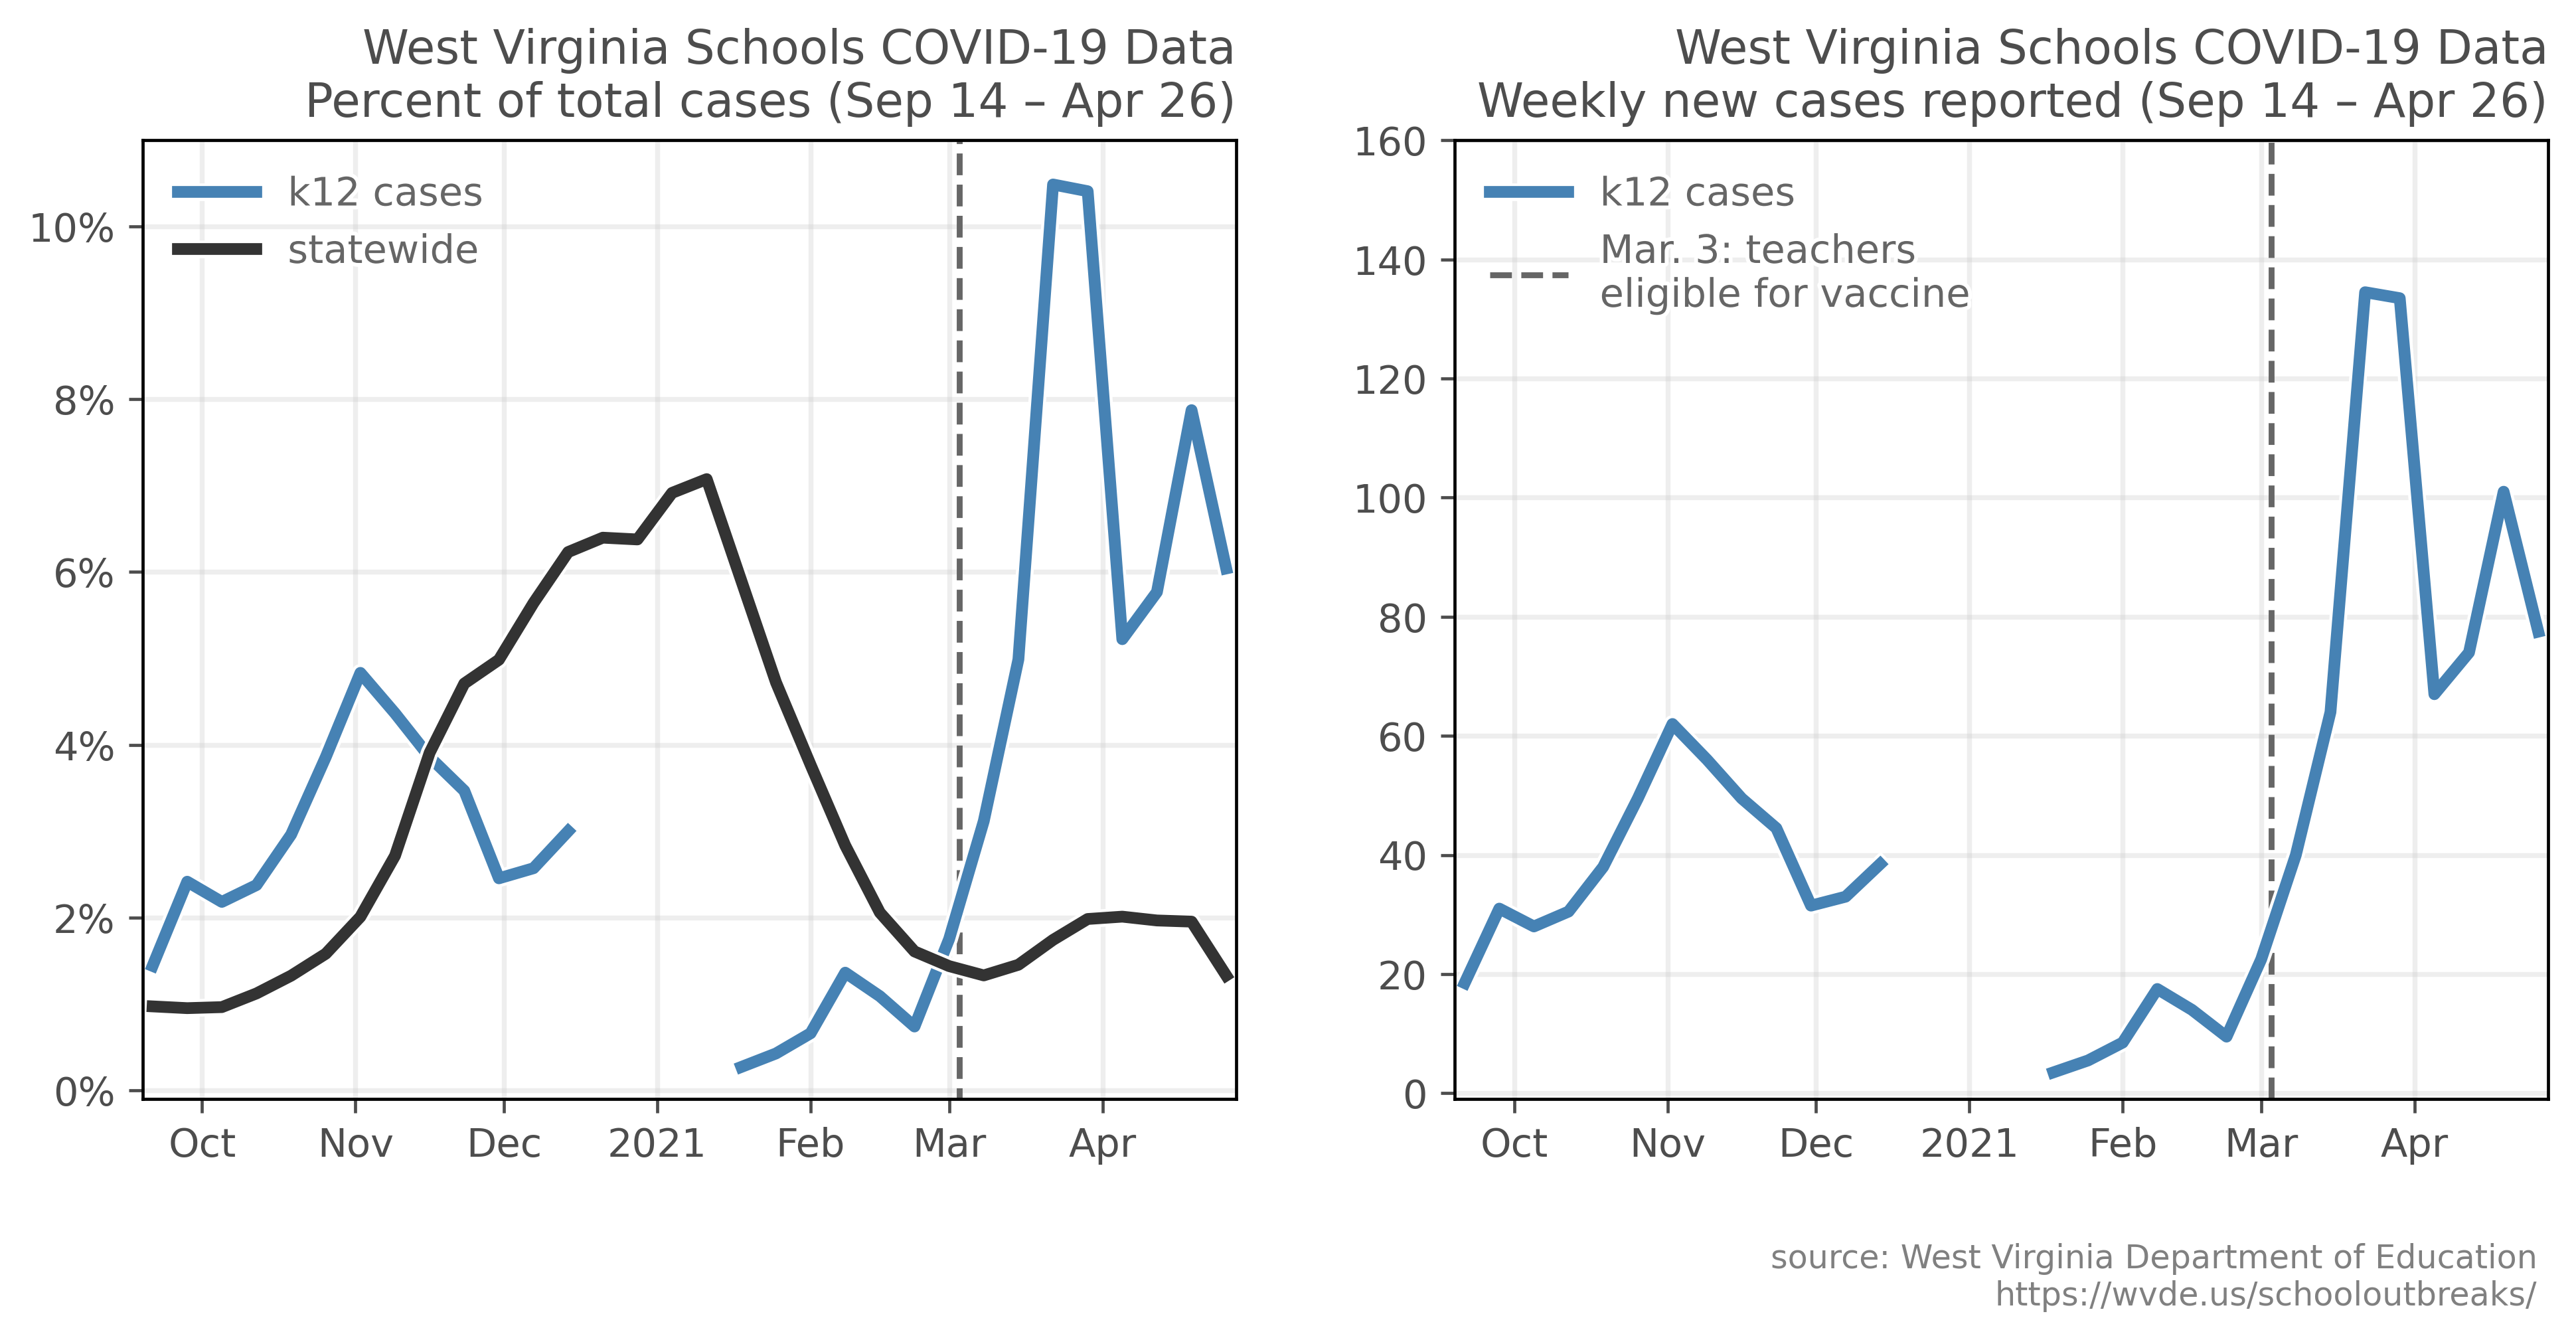 West Virginia Schools COVID-19 Data
Percent of total cases (Sep 14 – Apr 26)
k12 cases
statewide
10%
8%
6%
4%
2%
0%
Oct Nov Dec 2021 Feb Mar Apr
West Virginia Schools COVID-19 Data
Weekly new cases reported (Sep 14 – Apr 26)
k12 cases
Mar. 3: teachers
eligible for vaccine
160
140
120
100
80
60
40
20
0
Oct Nov Dec 2021 Feb Mar Apr
source: West Virginia Department of Education
https://wvde.us/schooloutbreaks/